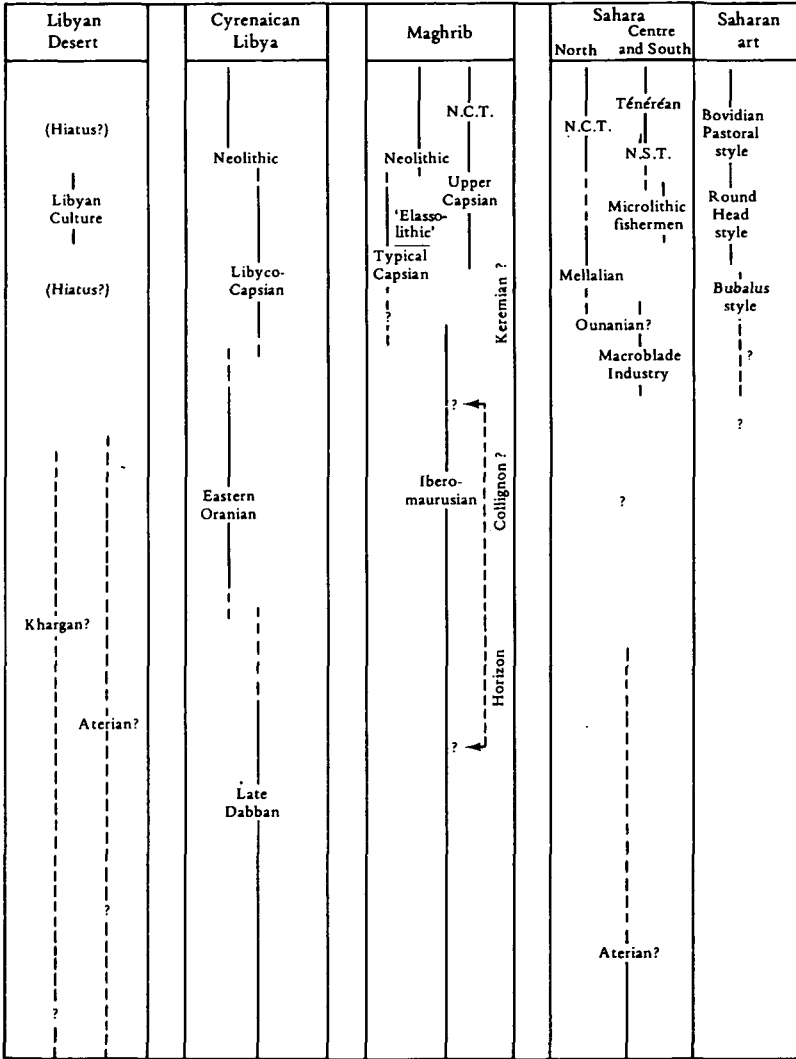 Libyan
Desert
Cyrenaican
Libya
Maghrib
Sahara
North
Centre
and South
Saharan
art
(Hiatus?)
Libyan
Culture
(Hiatus?)
Khargan?
Aterian?
?
?
Neolithic
Libyco-
Capsian
Eastern
Oranian
Late
Dabban
N.C.T.
Neolithic
Upper
Capsian
'Elasso-
lithic'
Typical
Capsian
?
Keremian ?
?
Ibero-
maurusian
Collignon ?
Horizon
?
N.C.T.
Ténéréan
N.S.T.
Microlithic
fishermen
Mellalian
Ounanian?
Macroblade
Industry
?
Aterian?
Bovidian
Pastoral
style
Round
Head
style
Bubalus
style
?
?